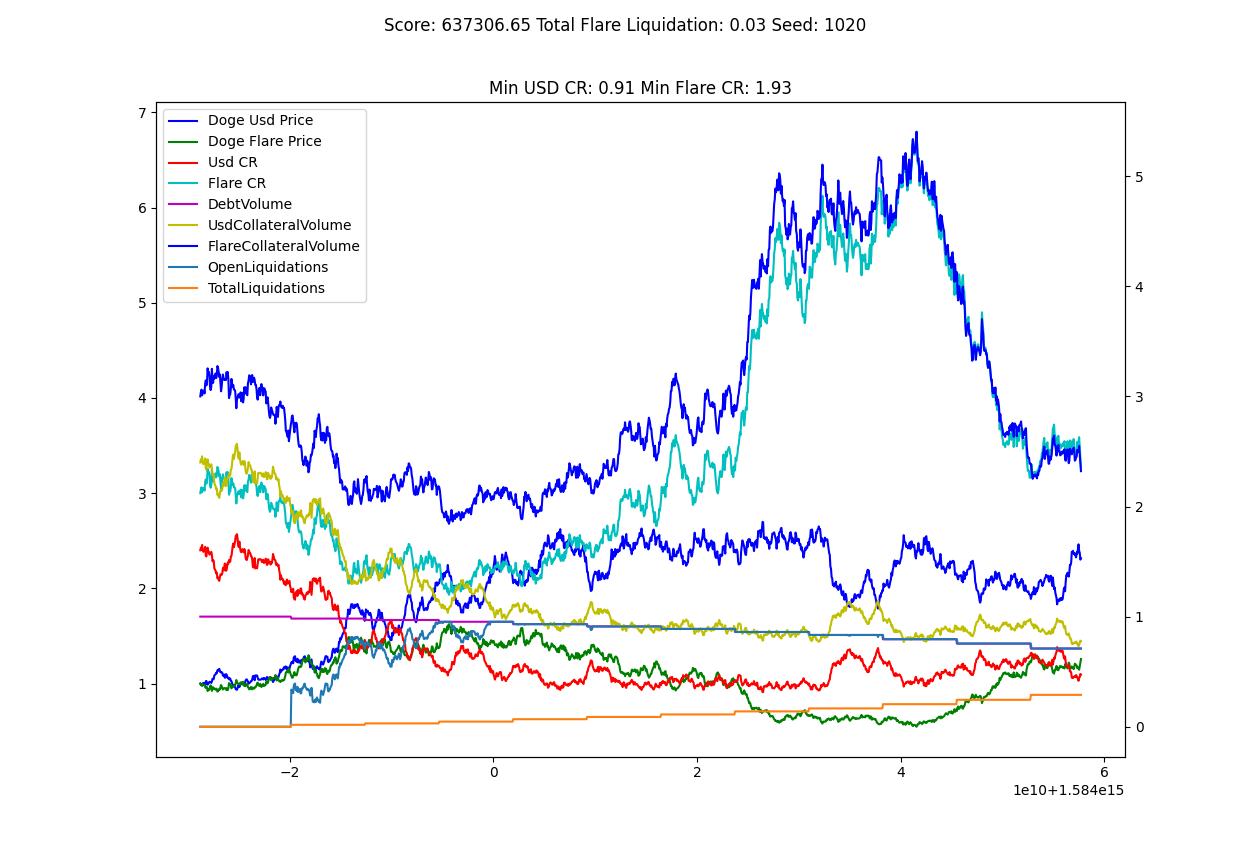 Score: 637306.65 Total Flare Liquidation: 0.03 Seed: 1020
Min USD CR: 0.91 Min Flare CR: 1.93
Doge Usd Price
Doge Flare Price
Usd CR
Flare CR
DebtVolume
UsdCollateralVolume
FlareCollateralVolume
OpenLiquidations
TotalLiquidations
7
6
5
4
3
2
1
5
4
3
2
1
0
−2
0
2
4
6
1e10+1.584e15